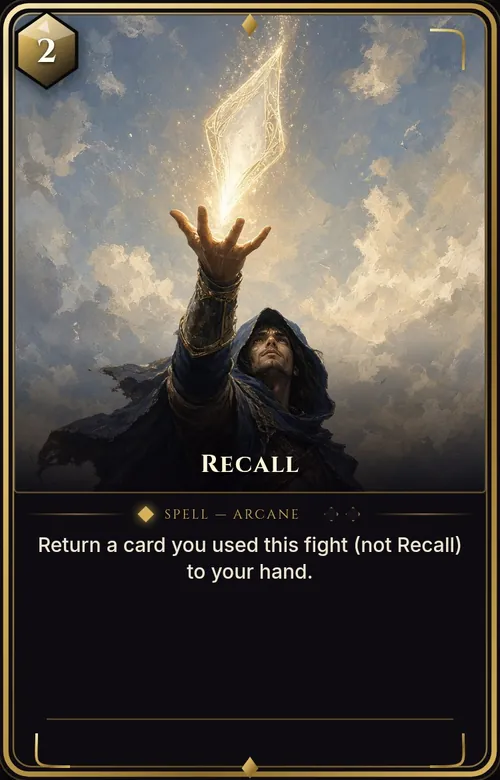 2
RECALL
SPELL — ARCANE
Return a card you used this fight (not Recall)
to your hand.